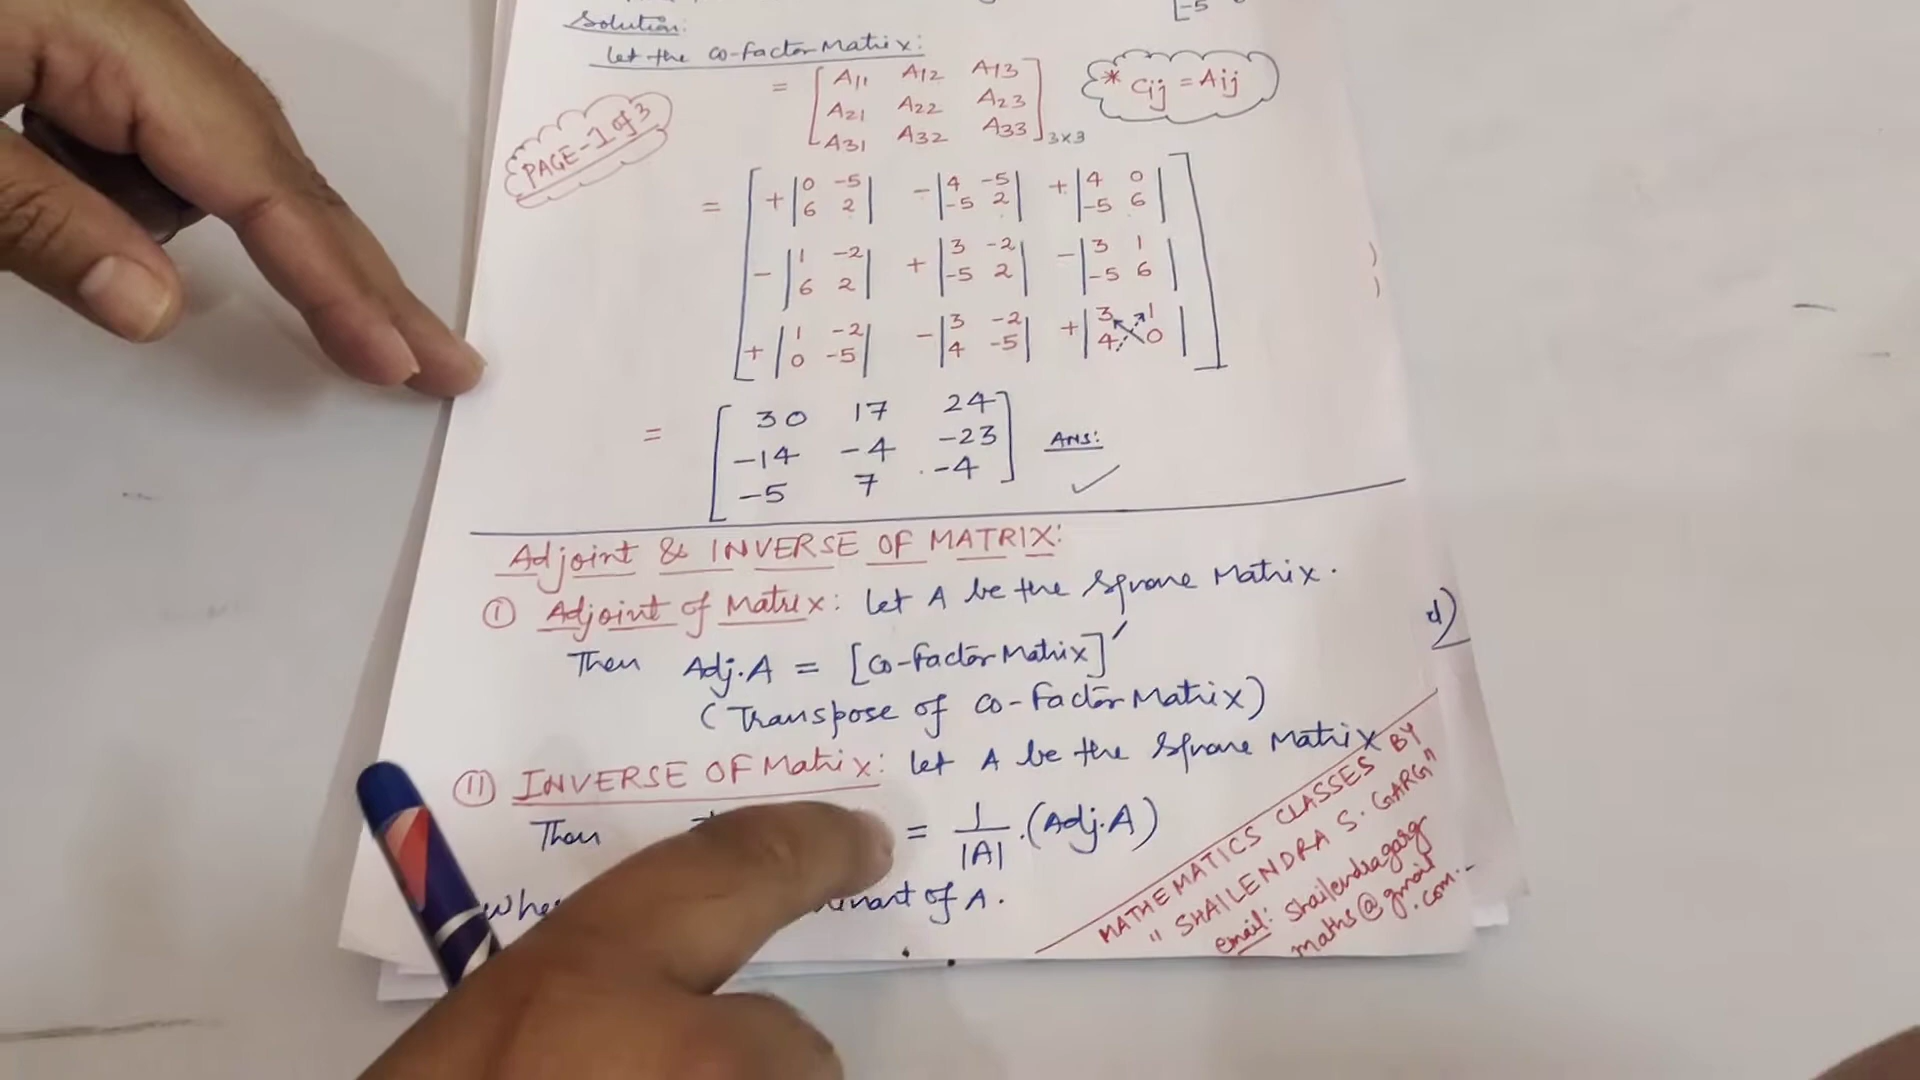 Solution:
Let the Co-factor Matrix:
= [ A11 A12 A13
A21 A22 A23
A31 A32 A33 ] 3×3
* Cij = Aij
PAGE-1 of 3
= [ +|0 -5 -|4 -5 +|4 0
6 2| -5 2| -5 6|
-|1 -2 +|3 -2 -|3 1
6 2| -5 2| -5 6|
+|1 -2 -|3 -2 +|3 1
0 -5| 4 -5| 4 0| ]
= [ 30 17 24
-14 -4 -23
-5 7 -4 ] ANS:
Adjoint & INVERSE OF MATRIX:
① Adjoint of Matrix: Let A be the Square Matrix.
Then Adj.A = [Co-factor Matrix]′
(Transpose of Co-factor Matrix)
⑪ INVERSE OF Matrix: Let A be the Square Matrix
Then = 1/|A| .(Adj.A)
of A.
MATHEMATICS CLASSES BY
"SHAILENDRA S. GARG"
email: Shailendragarg
maths@gmail
.com.